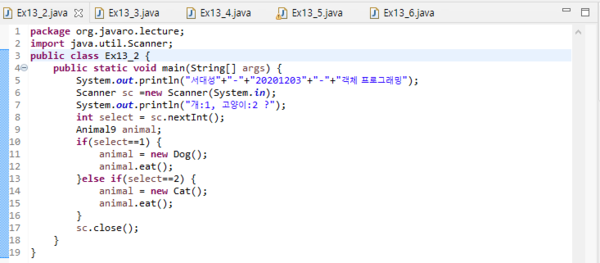 Ex13_2.java Ex13_3.java Ex13_4.java Ex13_5.java Ex13_6.java
1 package org.javaro.lecture;
2 import java.util.Scanner;
3 public class Ex13_2 {
4 public static void main(String[] args) {
5 System.out.println("서대성"+"-"+"20201203"+"-"+"객체 프로그래밍");
6 Scanner sc =new Scanner(System.in);
7 System.out.println("개:1, 고양이:2 ?");
8 int select = sc.nextInt();
9 Animal9 animal;
10 if(select==1) {
11 animal = new Dog();
12 animal.eat();
13 }else if(select==2) {
14 animal = new Cat();
15 animal.eat();
16 }
17 sc.close();
18 }
19 }